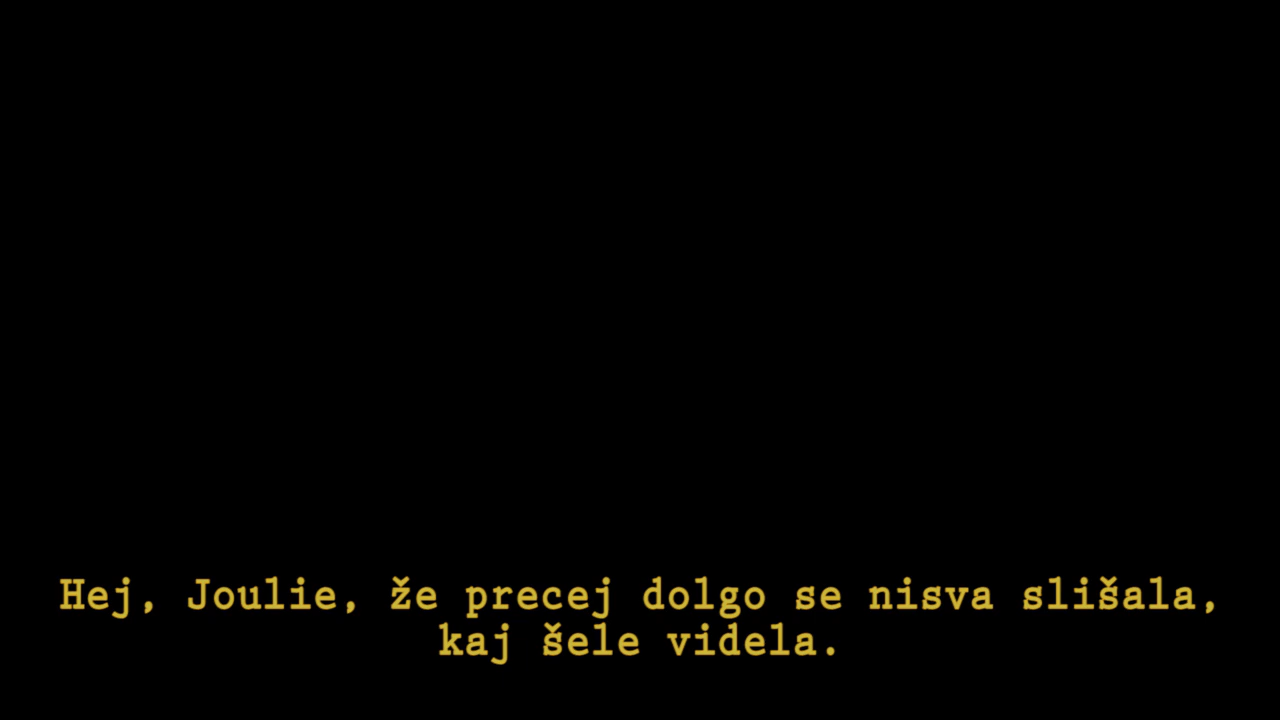 Hej, Joulie, že precej dolgo se nisva slišala,
kaj šele videla.